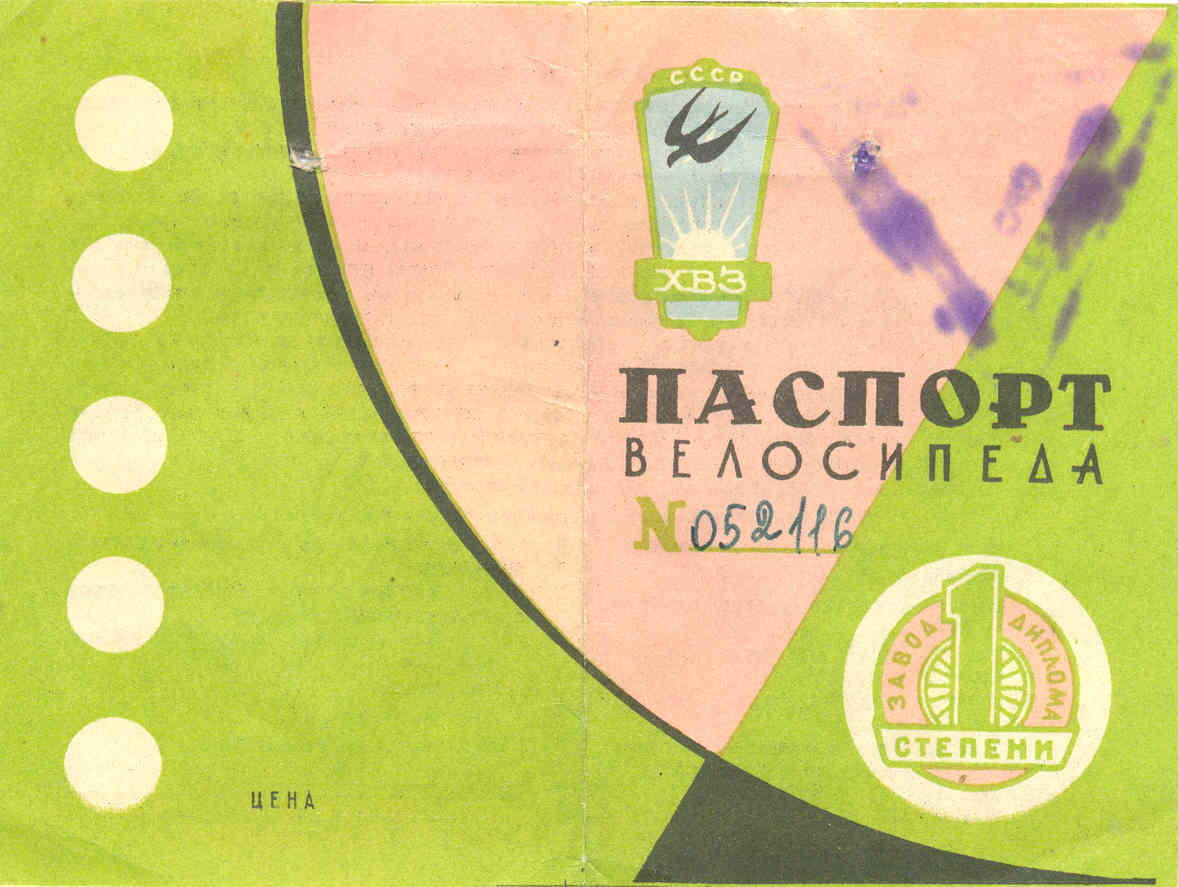 СССР
ХВЗ
ПАСПОРТ
ВЕЛОСИПЕДА
N 052116
ЗАВОД 1 ДИПЛОМА
СТЕПЕНИ
ЦЕНА